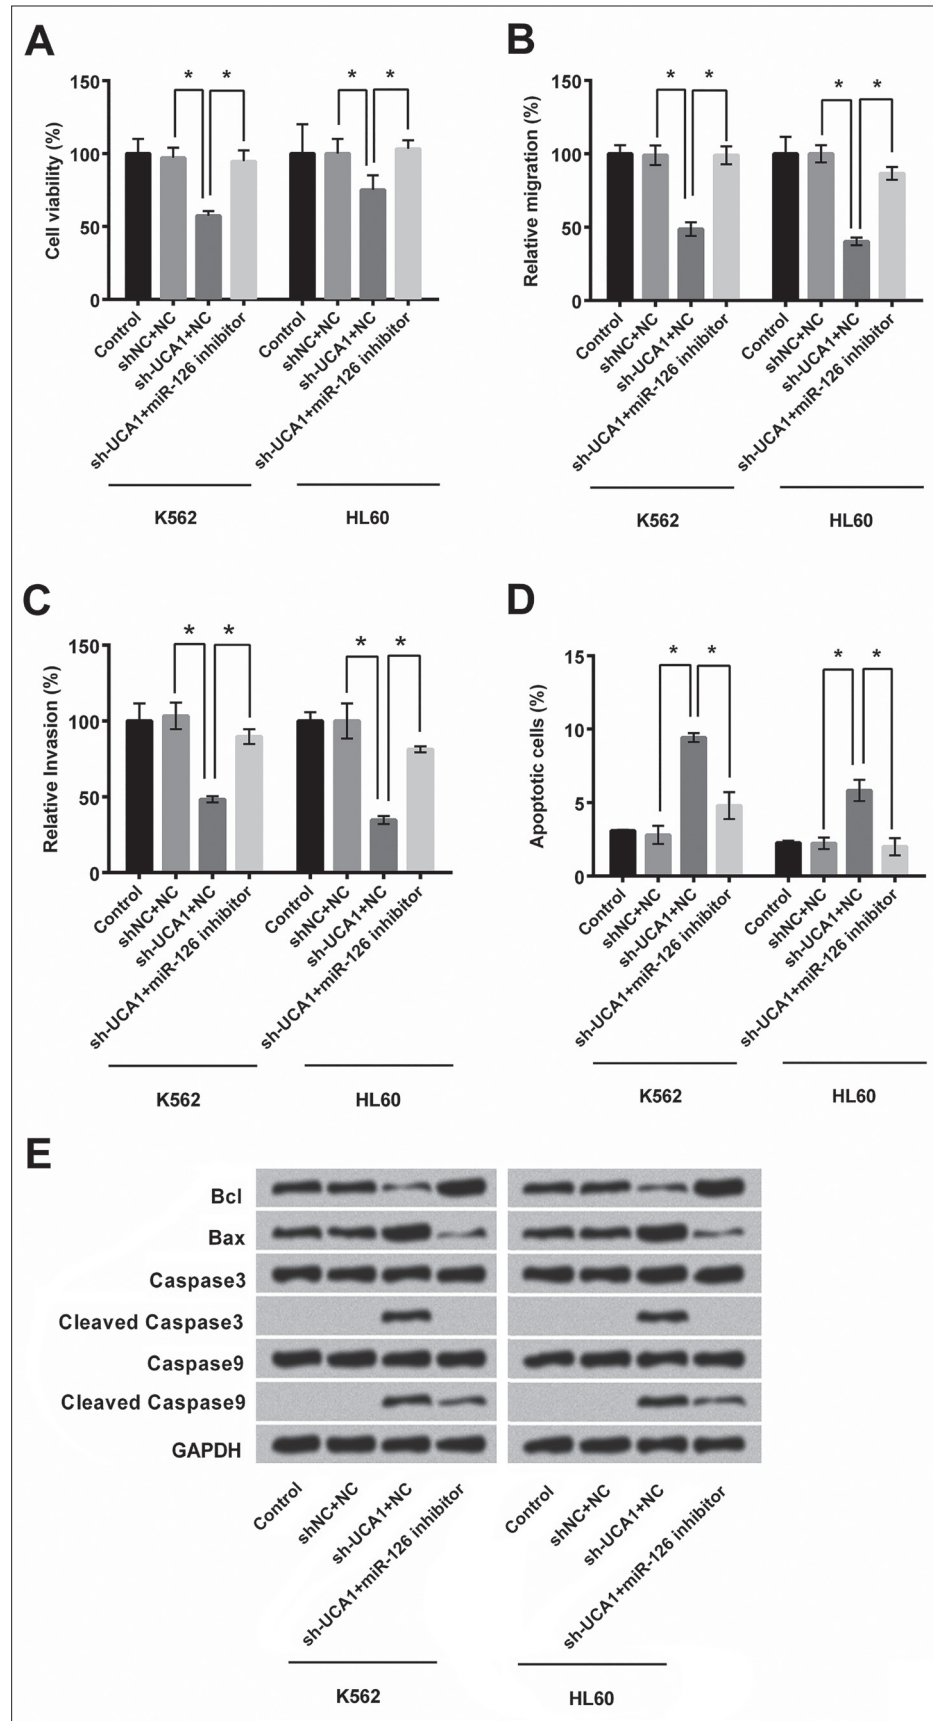 A
Cell viability (%)
150
100
50
0
* * * *
Control
shNC+NC
sh-UCA1+NC
sh-UCA1+miR-126 inhibitor
Control
shNC+NC
sh-UCA1+NC
sh-UCA1+miR-126 inhibitor
K562
HL60
B
Relative migration (%)
150
100
50
0
* * * *
Control
shNC+NC
sh-UCA1+NC
sh-UCA1+miR-126 inhibitor
Control
shNC+NC
sh-UCA1+NC
sh-UCA1+miR-126 inhibitor
K562
HL60
C
Relative Invasion (%)
150
100
50
0
* * * *
Control
shNC+NC
sh-UCA1+NC
sh-UCA1+miR-126 inhibitor
Control
shNC+NC
sh-UCA1+NC
sh-UCA1+miR-126 inhibitor
K562
HL60
D
Apoptotic cells (%)
15
10
5
0
* * * *
Control
shNC+NC
sh-UCA1+NC
sh-UCA1+miR-126 inhibitor
Control
shNC+NC
sh-UCA1+NC
sh-UCA1+miR-126 inhibitor
K562
HL60
E
Bcl
Bax
Caspase3
Cleaved Caspase3
Caspase9
Cleaved Caspase9
GAPDH
Control
shNC+NC
sh-UCA1+NC
sh-UCA1+miR-126 inhibitor
Control
shNC+NC
sh-UCA1+NC
sh-UCA1+miR-126 inhibitor
K562
HL60